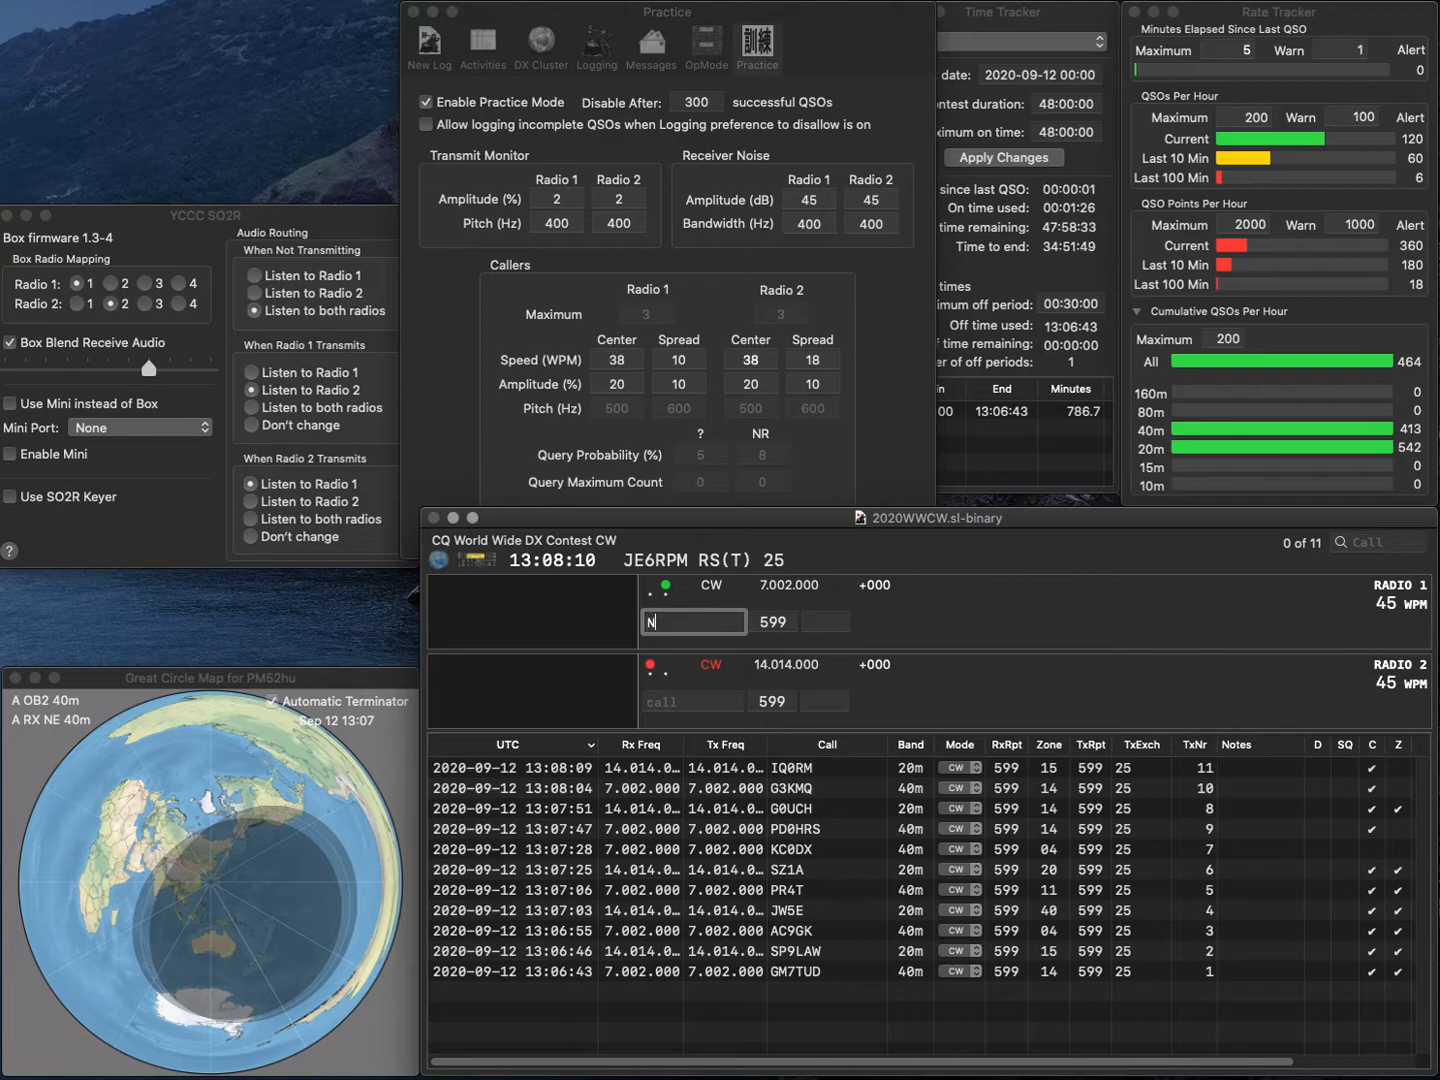 Practice
New Log
Activities
DX Cluster
Logging
Messages
OpMode
訓練
Practice
Enable Practice Mode Disable After: 300 successful QSOs
Allow logging incomplete QSOs when Logging preference to disallow is on
Transmit Monitor
Radio 1 Radio 2
Amplitude (%) 2 2
Pitch (Hz) 400 400
Receiver Noise
Radio 1 Radio 2
Amplitude (dB) 45 45
Bandwidth (Hz) 400 400
Callers
Radio 1 Radio 2
Maximum 3 3
Center Spread Center Spread
Speed (WPM) 38 10 38 18
Amplitude (%) 20 10 20 10
Pitch (Hz) 500 600 500 600
? NR
Query Probability (%) 5 8
Query Maximum Count 0 0
Time Tracker
date: 2020-09-12 00:00
ontest duration: 48:00:00
ximum on time: 48:00:00
Apply Changes
since last QSO: 00:00:01
On time used: 00:01:26
time remaining: 47:58:33
Time to end: 34:51:49
times
imum off period: 00:30:00
Off time used: 13:06:43
f time remaining: 00:00:00
er of off periods: 1
in End Minutes
00 13:06:43 786.7
Rate Tracker
Minutes Elapsed Since Last QSO
Maximum 5 Warn 1 Alert
0
QSOs Per Hour
Maximum 200 Warn 100 Alert
Current 120
Last 10 Min 60
Last 100 Min 6
QSO Points Per Hour
Maximum 2000 Warn 1000 Alert
Current 360
Last 10 Min 180
Last 100 Min 18
Cumulative QSOs Per Hour
Maximum 200
All 464
160m 0
80m 0
40m 413
20m 542
15m 0
10m 0
YCCC SO2R
Box firmware 1.3-4
Box Radio Mapping
Radio 1: 1 2 3 4
Radio 2: 1 2 3 4
Box Blend Receive Audio
Use Mini instead of Box
Mini Port: None
Enable Mini
Use SO2R Keyer
?
Audio Routing
When Not Transmitting
Listen to Radio 1
Listen to Radio 2
Listen to both radios
When Radio 1 Transmits
Listen to Radio 1
Listen to Radio 2
Listen to both radios
Don't change
When Radio 2 Transmits
Listen to Radio 1
Listen to Radio 2
Listen to both radios
Don't change
Great Circle Map for PM52hu
A OB2 40m
A RX NE 40m
Automatic Terminator
Sep 12 13:07
2020WWCW.sl-binary
CQ World Wide DX Contest CW
0 of 11 Call
13:08:10 JE6RPM RS(T) 25
CW 7.002.000 +000 RADIO 1
45 WPM
N 599
CW 14.014.000 +000 RADIO 2
45 WPM
call 599
UTC Rx Freq Tx Freq Call Band Mode RxRpt Zone TxRpt TxExch TxNr Notes D SQ C Z
2020-09-12 13:08:09 14.014.0… 14.014.0… IQ0RM 20m CW 599 15 599 25 11 ✔
2020-09-12 13:08:04 7.002.000 7.002.000 G3KMQ 40m CW 599 14 599 25 10 ✔
2020-09-12 13:07:51 14.014.0… 14.014.0… G0UCH 20m CW 599 14 599 25 8 ✔ ✔
2020-09-12 13:07:47 7.002.000 7.002.000 PD0HRS 40m CW 599 14 599 25 9 ✔
2020-09-12 13:07:28 7.002.000 7.002.000 KC0DX 40m CW 599 04 599 25 7
2020-09-12 13:07:25 14.014.0… 14.014.0… SZ1A 20m CW 599 20 599 25 6 ✔ ✔
2020-09-12 13:07:06 7.002.000 7.002.000 PR4T 40m CW 599 11 599 25 5 ✔ ✔
2020-09-12 13:07:03 14.014.0… 14.014.0… JW5E 20m CW 599 40 599 25 4 ✔ ✔
2020-09-12 13:06:55 7.002.000 7.002.000 AC9GK 40m CW 599 04 599 25 3 ✔ ✔
2020-09-12 13:06:46 14.014.0… 14.014.0… SP9LAW 20m CW 599 15 599 25 2 ✔ ✔
2020-09-12 13:06:43 7.002.000 7.002.000 GM7TUD 40m CW 599 14 599 25 1 ✔ ✔